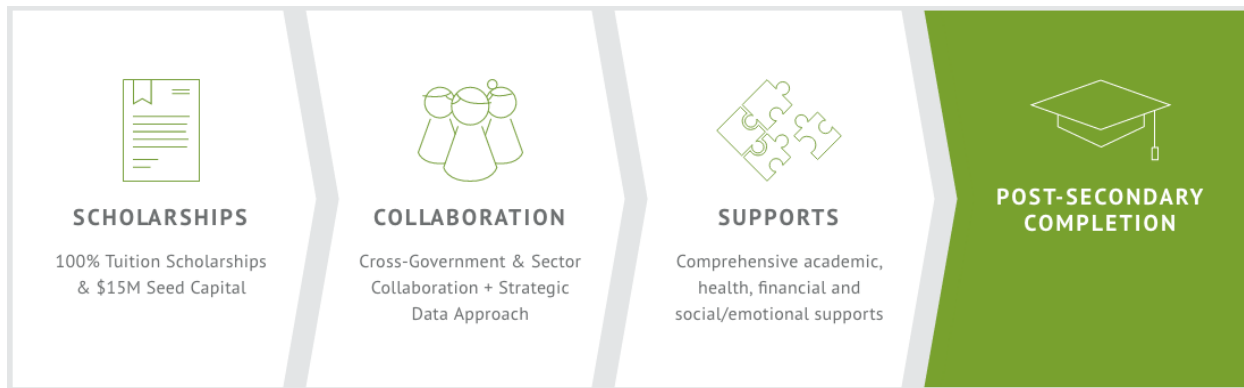 SCHOLARSHIPS
100% Tuition Scholarships
& $15M Seed Capital
COLLABORATION
Cross-Government & Sector
Collaboration + Strategic
Data Approach
SUPPORTS
Comprehensive academic,
health, financial and
social/emotional supports
POST-SECONDARY
COMPLETION